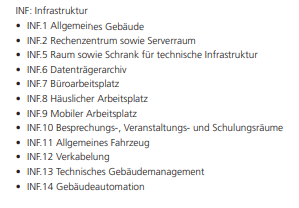 INF: Infrastruktur
• INF.1 Allgemeines Gebäude
• INF.2 Rechenzentrum sowie Serverraum
• INF.5 Raum sowie Schrank für technische Infrastruktur
• INF.6 Datenträgerarchiv
• INF.7 Büroarbeitsplatz
• INF.8 Häuslicher Arbeitsplatz
• INF.9 Mobiler Arbeitsplatz
• INF.10 Besprechungs-, Veranstaltungs- und Schulungsräume
• INF.11 Allgemeines Fahrzeug
• INF.12 Verkabelung
• INF.13 Technisches Gebäudemanagement
• INF.14 Gebäudeautomation